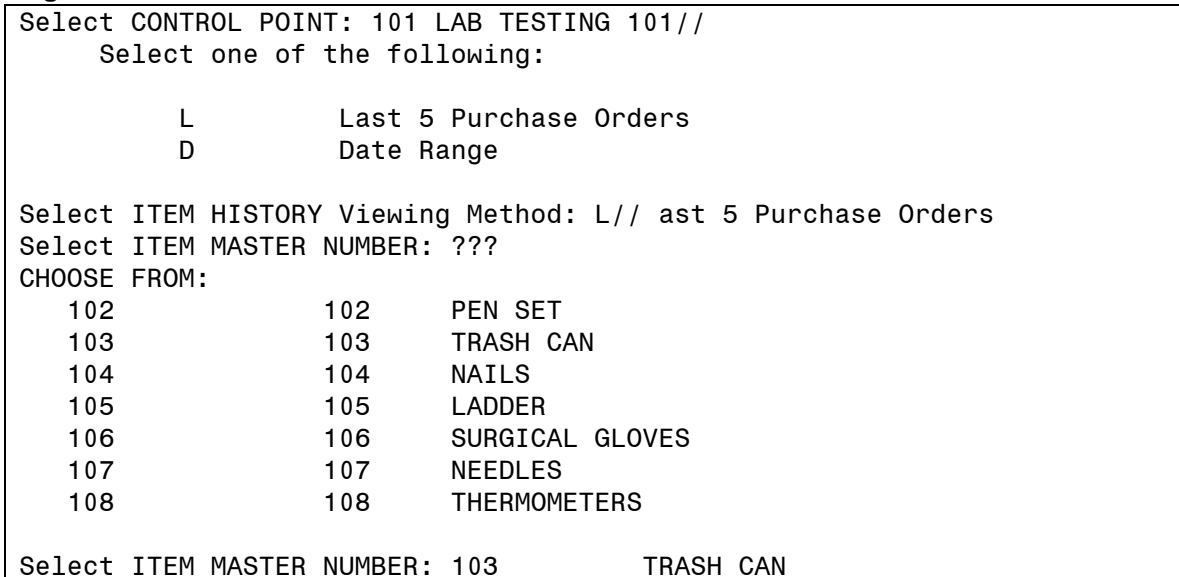 Select CONTROL POINT: 101 LAB TESTING 101//
Select one of the following:
L Last 5 Purchase Orders
D Date Range
Select ITEM HISTORY Viewing Method: L// ast 5 Purchase Orders
Select ITEM MASTER NUMBER: ???
CHOOSE FROM:
102 102 PEN SET
103 103 TRASH CAN
104 104 NAILS
105 105 LADDER
106 106 SURGICAL GLOVES
107 107 NEEDLES
108 108 THERMOMETERS
Select ITEM MASTER NUMBER: 103 TRASH CAN